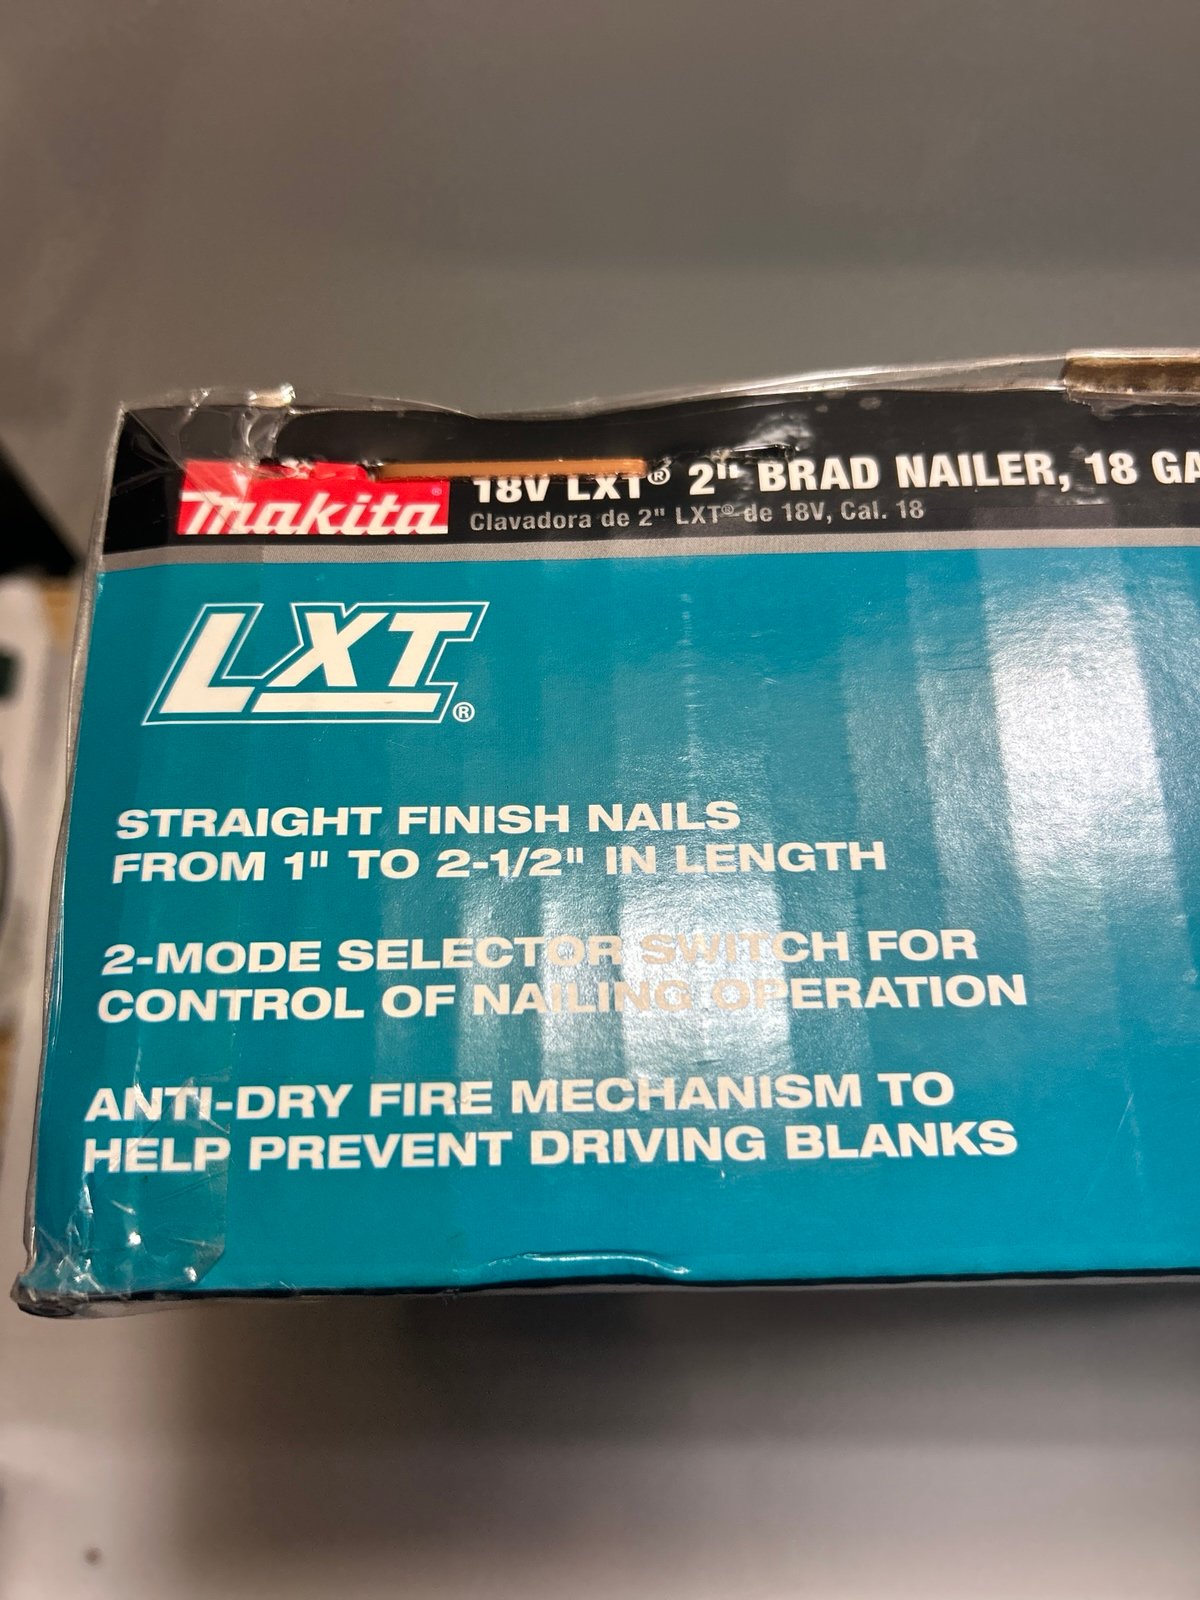 Makita®
18V LXT® 2" BRAD NAILER, 18 GA
Clavadora de 2" LXT® de 18V, Cal. 18
LXT®
STRAIGHT FINISH NAILS
FROM 1" TO 2-1/2" IN LENGTH
2-MODE SELECTOR SWITCH FOR
CONTROL OF NAILING OPERATION
ANTI-DRY FIRE MECHANISM TO
HELP PREVENT DRIVING BLANKS